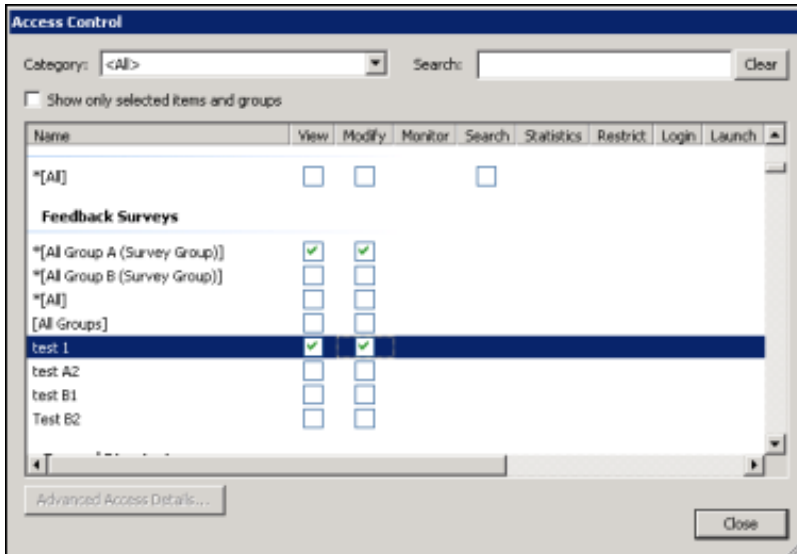 Access Control
Category: <All> Search: Clear
Show only selected items and groups
Name View Modify Monitor Search Statistics Restrict Login Launch
*[All]
Feedback Surveys
*[All Group A (Survey Group)]
*[All Group B (Survey Group)]
*[All]
[All Groups]
test 1
test A2
test B1
Test B2
Advanced Access Details...
Close